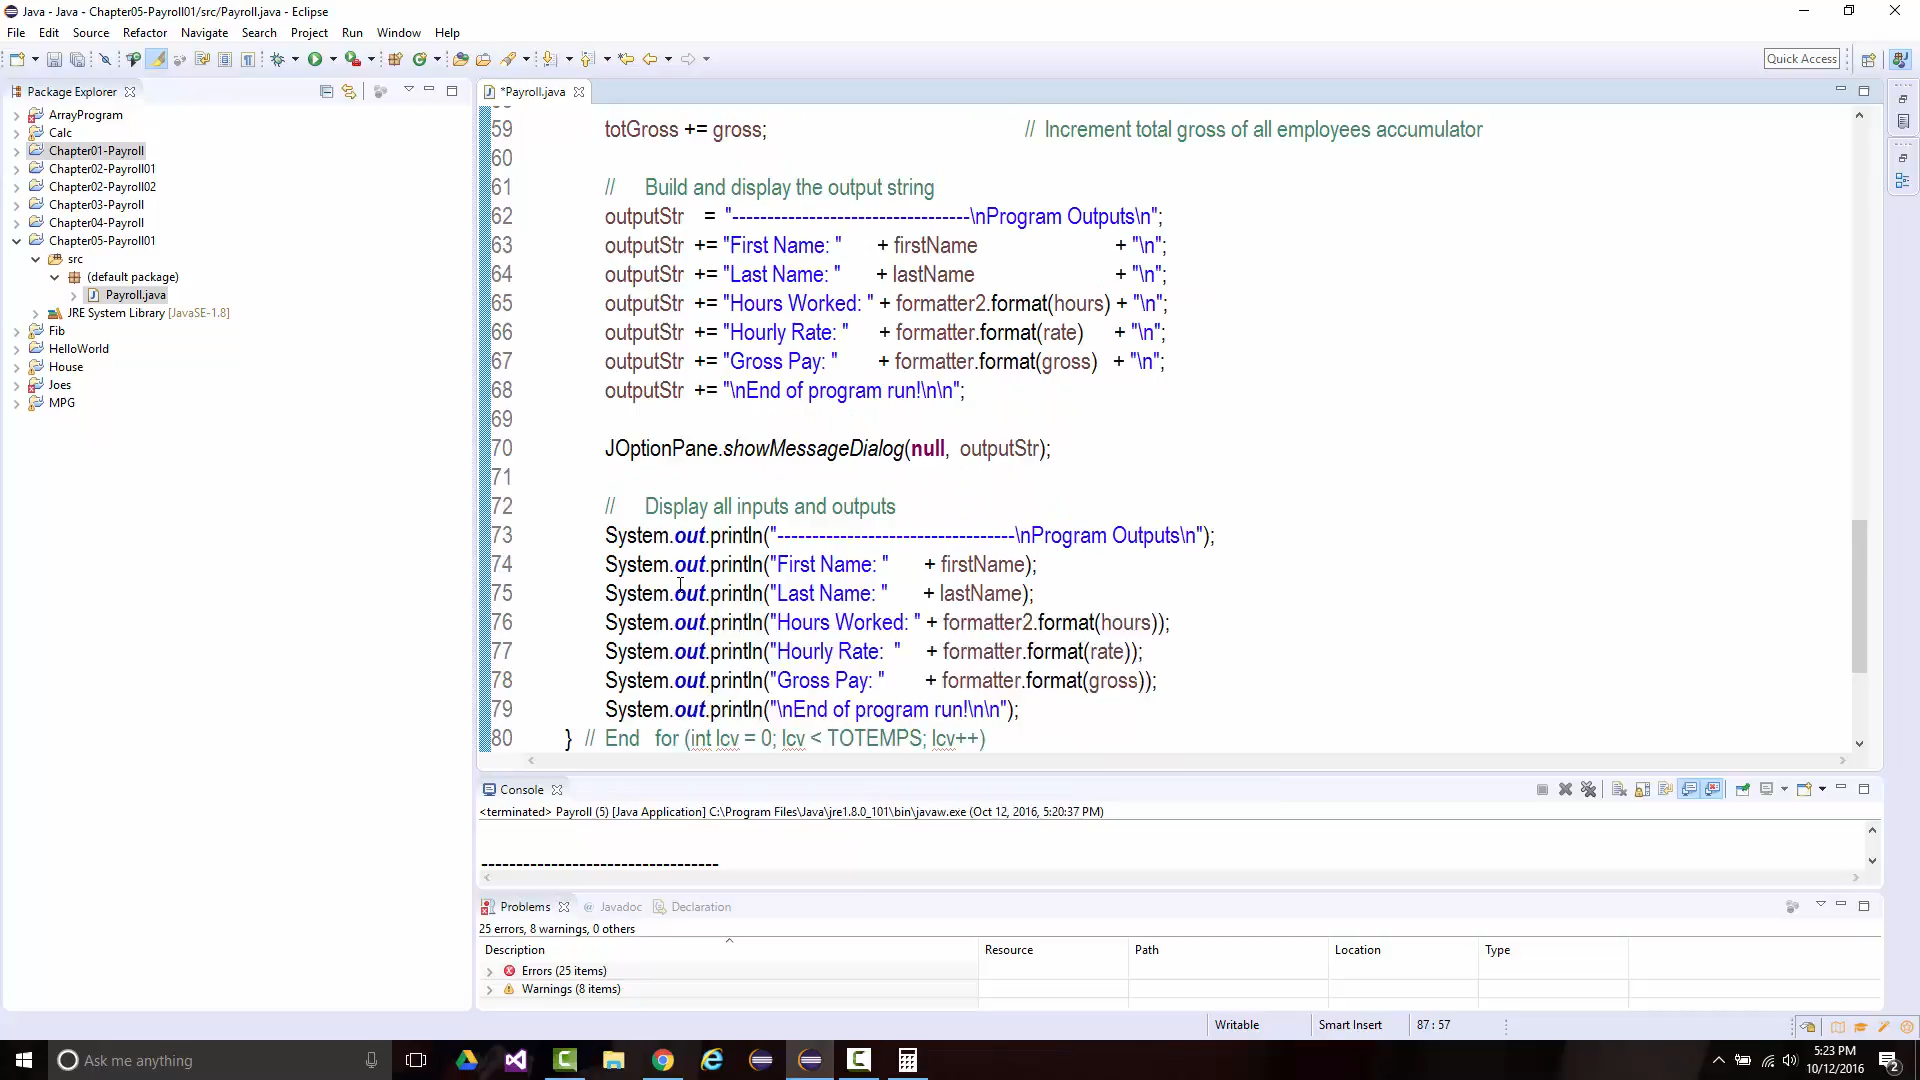 Java - Java - Chapter05-Payroll01/src/Payroll.java - Eclipse
File Edit Source Refactor Navigate Search Project Run Window Help
Quick Access
Package Explorer
*Payroll.java
ArrayProgram
Calc
Chapter01-Payroll
Chapter02-Payroll01
Chapter02-Payroll02
Chapter03-Payroll
Chapter04-Payroll
Chapter05-Payroll01
src
(default package)
Payroll.java
JRE System Library [JavaSE-1.8]
Fib
HelloWorld
House
Joes
MPG
59 totGross += gross; // Increment total gross of all employees accumulator
60
61 // Build and display the output string
62 outputStr = "----------------------------------\nProgram Outputs\n";
63 outputStr += "First Name: " + firstName + "\n";
64 outputStr += "Last Name: " + lastName + "\n";
65 outputStr += "Hours Worked: " + formatter2.format(hours) + "\n";
66 outputStr += "Hourly Rate: " + formatter.format(rate) + "\n";
67 outputStr += "Gross Pay: " + formatter.format(gross) + "\n";
68 outputStr += "\nEnd of program run!\n\n";
69
70 JOptionPane.showMessageDialog(null, outputStr);
71
72 // Display all inputs and outputs
73 System.out.println("----------------------------------\nProgram Outputs\n");
74 System.out.println("First Name: " + firstName);
75 System.out.println("Last Name: " + lastName);
76 System.out.println("Hours Worked: " + formatter2.format(hours));
77 System.out.println("Hourly Rate:  " + formatter.format(rate));
78 System.out.println("Gross Pay: " + formatter.format(gross));
79 System.out.println("\nEnd of program run!\n\n");
80 } // End for (int lcv = 0; lcv < TOTEMPS; lcv++)
Console
<terminated> Payroll (5) [Java Application] C:\Program Files\Java\jre1.8.0_101\bin\javaw.exe (Oct 12, 2016, 5:20:37 PM)
----------------------------------
Problems Javadoc Declaration
25 errors, 8 warnings, 0 others
Description Resource Path Location Type
Errors (25 items)
Warnings (8 items)
Writable Smart Insert 87 : 57
Ask me anything
5:23 PM
10/12/2016
2